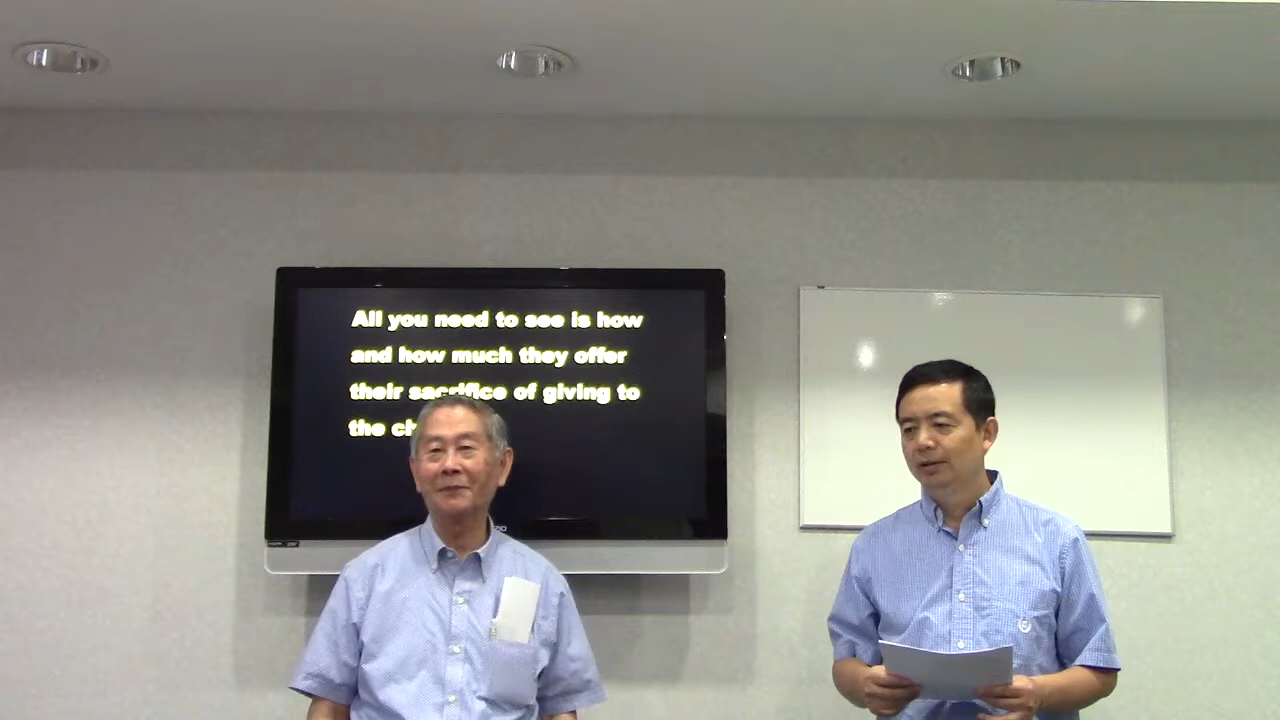 All you need to see is how
and how much they offer
their sacrifice of giving to
the